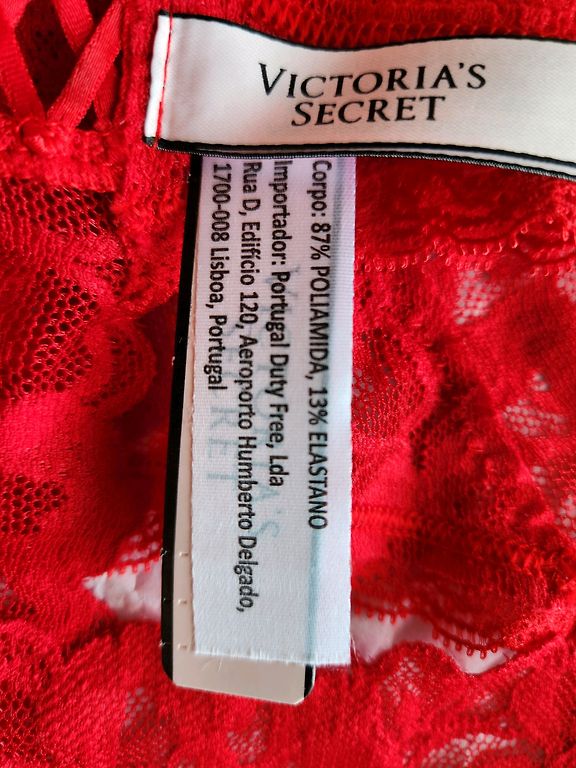 VICTORIA'S
SECRET
Corpo: 87% POLIAMIDA, 13% ELASTANO
Importador: Portugal Duty Free, Lda
Rua D, Edifício 120, Aeroporto Humberto Delgado,
1700-008 Lisboa, Portugal